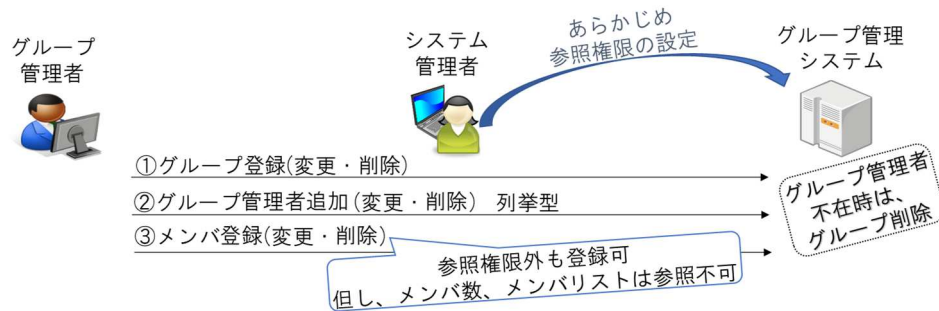 グループ
管理者
システム
管理者
あらかじめ
参照権限の設定
グループ管理
システム
①グループ登録(変更・削除)
②グループ管理者追加(変更・削除) 列挙型
③メンバ登録(変更・削除)
参照権限外も登録可
但し、メンバ数、メンバリストは参照不可
グループ管理者
不在時は、
グループ削除